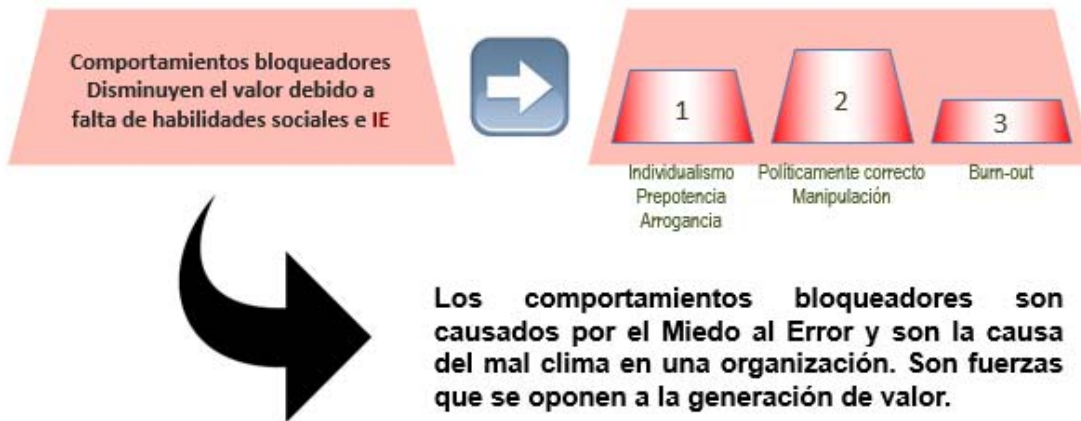 Comportamientos bloqueadores
Disminuyen el valor debido a
falta de habilidades sociales e IE
1
2
3
Individualismo
Prepotencia
Arrogancia
Políticamente correcto
Manipulación
Burn-out
Los comportamientos bloqueadores son
causados por el Miedo al Error y son la causa
del mal clima en una organización. Son fuerzas
que se oponen a la generación de valor.